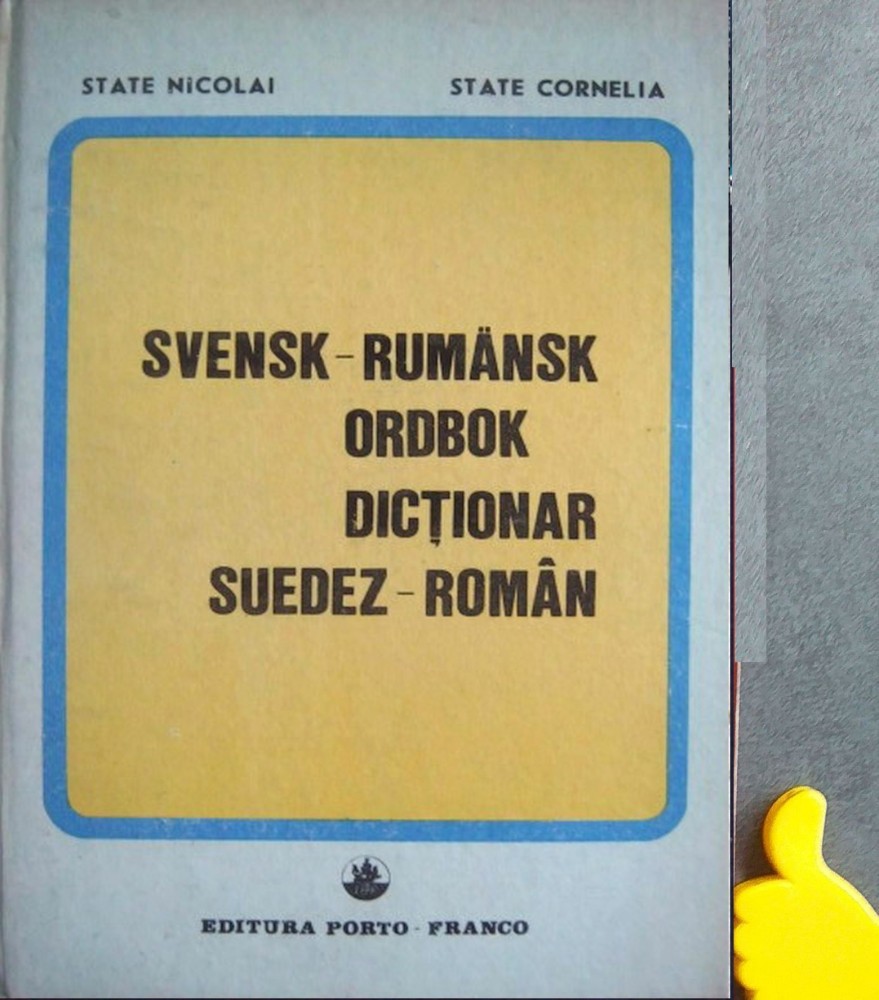 STATE NiCOLAI STATE CORNELIA
SVENSK-RUMÄNSK
ORDBOK
DICȚIONAR
SUEDEZ-ROMÂN
EDITURA PORTO-FRANCO